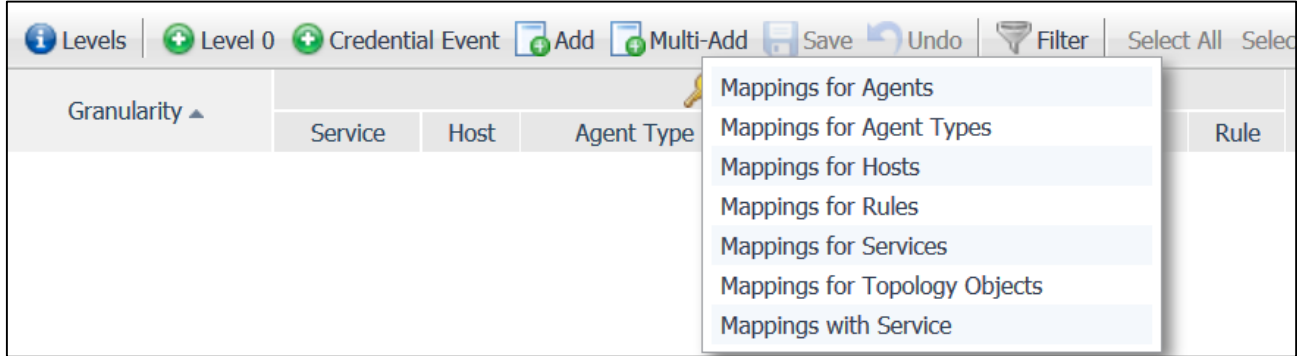 Levels Level 0 Credential Event Add Multi-Add Save Undo Filter Select All Selec
Granularity
Service Host Agent Type Rule
Mappings for Agents
Mappings for Agent Types
Mappings for Hosts
Mappings for Rules
Mappings for Services
Mappings for Topology Objects
Mappings with Service